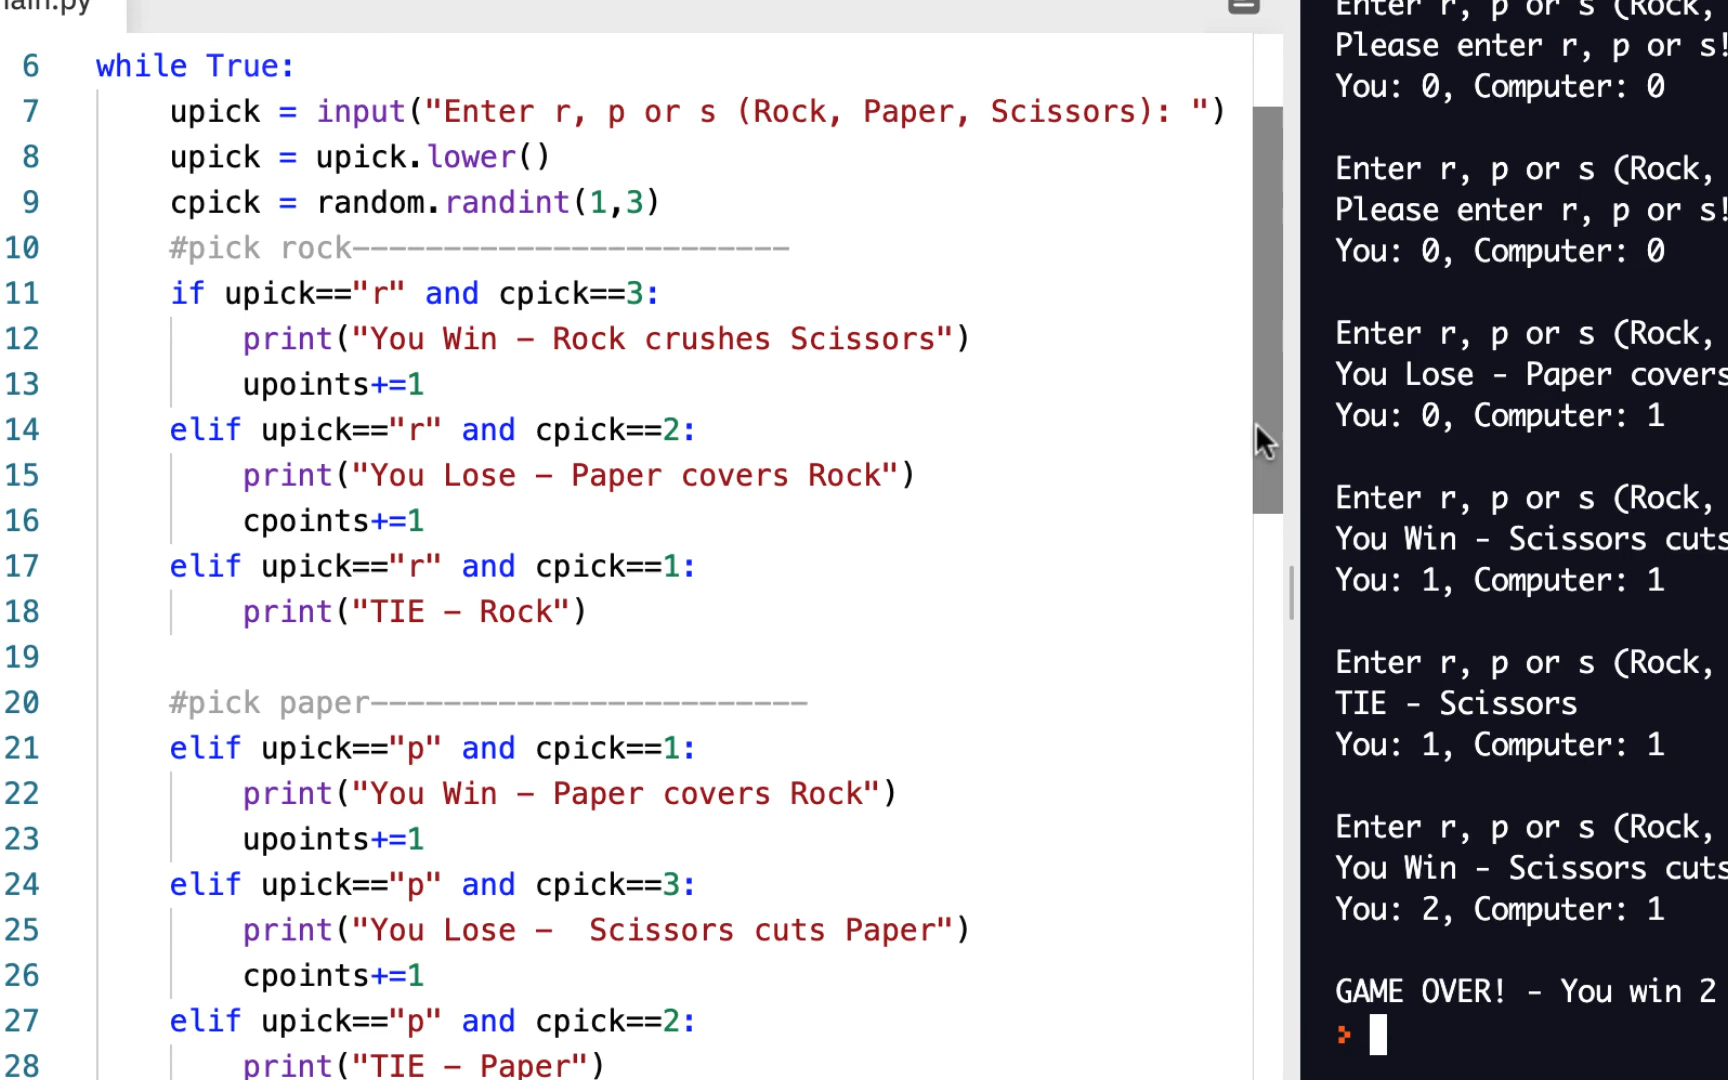 main.py
6 while True:
7 upick = input("Enter r, p or s (Rock, Paper, Scissors): ")
8 upick = upick.lower()
9 cpick = random.randint(1,3)
10 #pick rock------------------------
11 if upick=="r" and cpick==3:
12 print("You Win - Rock crushes Scissors")
13 upoints+=1
14 elif upick=="r" and cpick==2:
15 print("You Lose - Paper covers Rock")
16 cpoints+=1
17 elif upick=="r" and cpick==1:
18 print("TIE - Rock")
19
20 #pick paper------------------------
21 elif upick=="p" and cpick==1:
22 print("You Win - Paper covers Rock")
23 upoints+=1
24 elif upick=="p" and cpick==3:
25 print("You Lose -  Scissors cuts Paper")
26 cpoints+=1
27 elif upick=="p" and cpick==2:
28 print("TIE - Paper")
Enter r, p or s (Rock,
Please enter r, p or s!
You: 0, Computer: 0
Enter r, p or s (Rock,
Please enter r, p or s!
You: 0, Computer: 0
Enter r, p or s (Rock,
You Lose - Paper covers
You: 0, Computer: 1
Enter r, p or s (Rock,
You Win - Scissors cuts
You: 1, Computer: 1
Enter r, p or s (Rock,
TIE - Scissors
You: 1, Computer: 1
Enter r, p or s (Rock,
You Win - Scissors cuts
You: 2, Computer: 1
GAME OVER! - You win 2
>